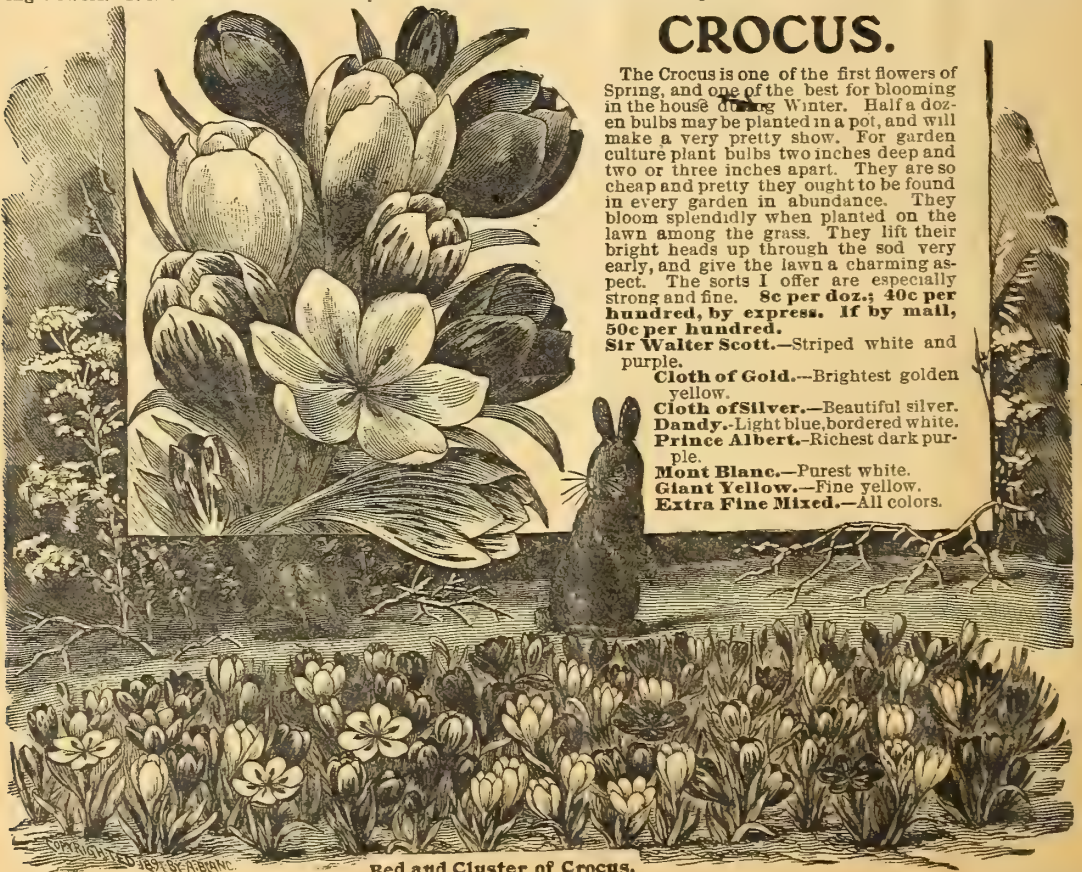 CROCUS.
The Crocus is one of the first flowers of
Spring, and one of the best for blooming
in the house during Winter. Half a doz-
en bulbs may be planted in a pot, and will
make a very pretty show. For garden
culture plant bulbs two inches deep and
two or three inches apart. They are so
cheap and pretty they ought to be found
in every garden in abundance. They
bloom splendidly when planted on the
lawn among the grass. They lift their
bright heads up through the sod very
early, and give the lawn a charming as-
pect. The sorts I offer are especially
strong and fine. 8c per doz.; 40c per
hundred, by express. If by mail,
50c per hundred.
Sir Walter Scott.—Striped white and
purple.
Cloth of Gold.—Brightest golden
yellow.
Cloth of Silver.—Beautiful silver.
Dandy.-Light blue, bordered white.
Prince Albert.-Richest dark pur-
ple.
Mont Blanc.—Purest white.
Giant Yellow.—Fine yellow.
Extra Fine Mixed.—All colors.
COPYRIGHTED BY A. BLANC.
Bed and Cluster of Crocus.